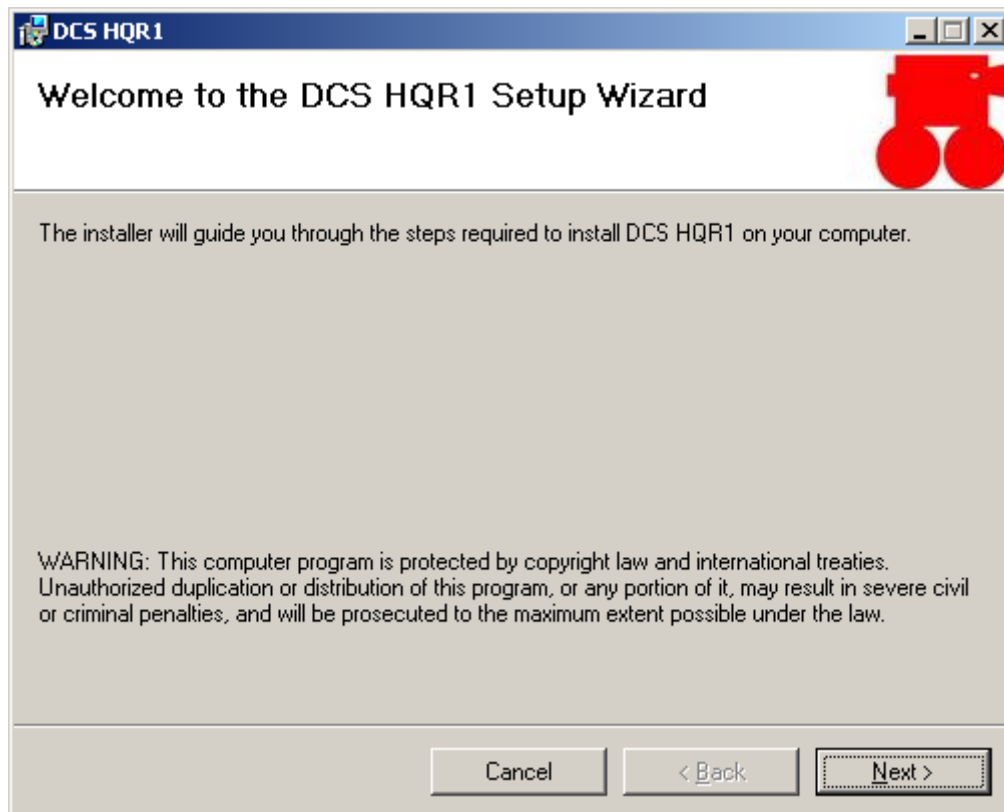 DCS HQR1
Welcome to the DCS HQR1 Setup Wizard
The installer will guide you through the steps required to install DCS HQR1 on your computer.
WARNING: This computer program is protected by copyright law and international treaties.
Unauthorized duplication or distribution of this program, or any portion of it, may result in severe civil
or criminal penalties, and will be prosecuted to the maximum extent possible under the law.
Cancel
< Back
Next >